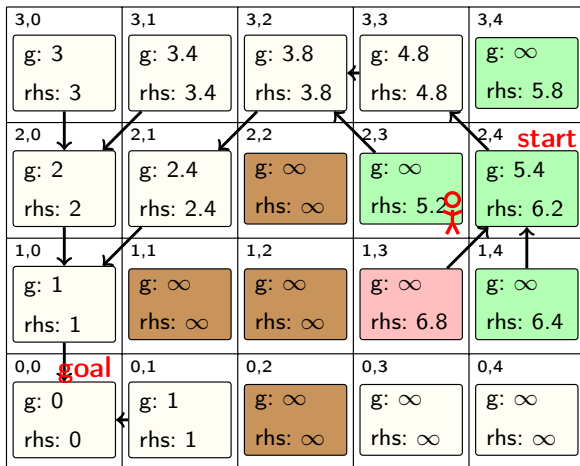 3,0 3,1 3,2 3,3 3,4
g: 3 g: 3.4 g: 3.8 g: 4.8 g: ∞
rhs: 3 rhs: 3.4 rhs: 3.8 rhs: 4.8 rhs: 5.8
2,0 2,1 2,2 2,3 2,4
start
g: 2 g: 2.4 g: ∞ g: ∞ g: 5.4
rhs: 2 rhs: 2.4 rhs: ∞ rhs: 5.2 rhs: 6.2
1,0 1,1 1,2 1,3 1,4
g: 1 g: ∞ g: ∞ g: ∞ g: ∞
rhs: 1 rhs: ∞ rhs: ∞ rhs: 6.8 rhs: 6.4
0,0 0,1 0,2 0,3 0,4
goal
g: 0 g: 1 g: ∞ g: ∞ g: ∞
rhs: 0 rhs: 1 rhs: ∞ rhs: ∞ rhs: ∞